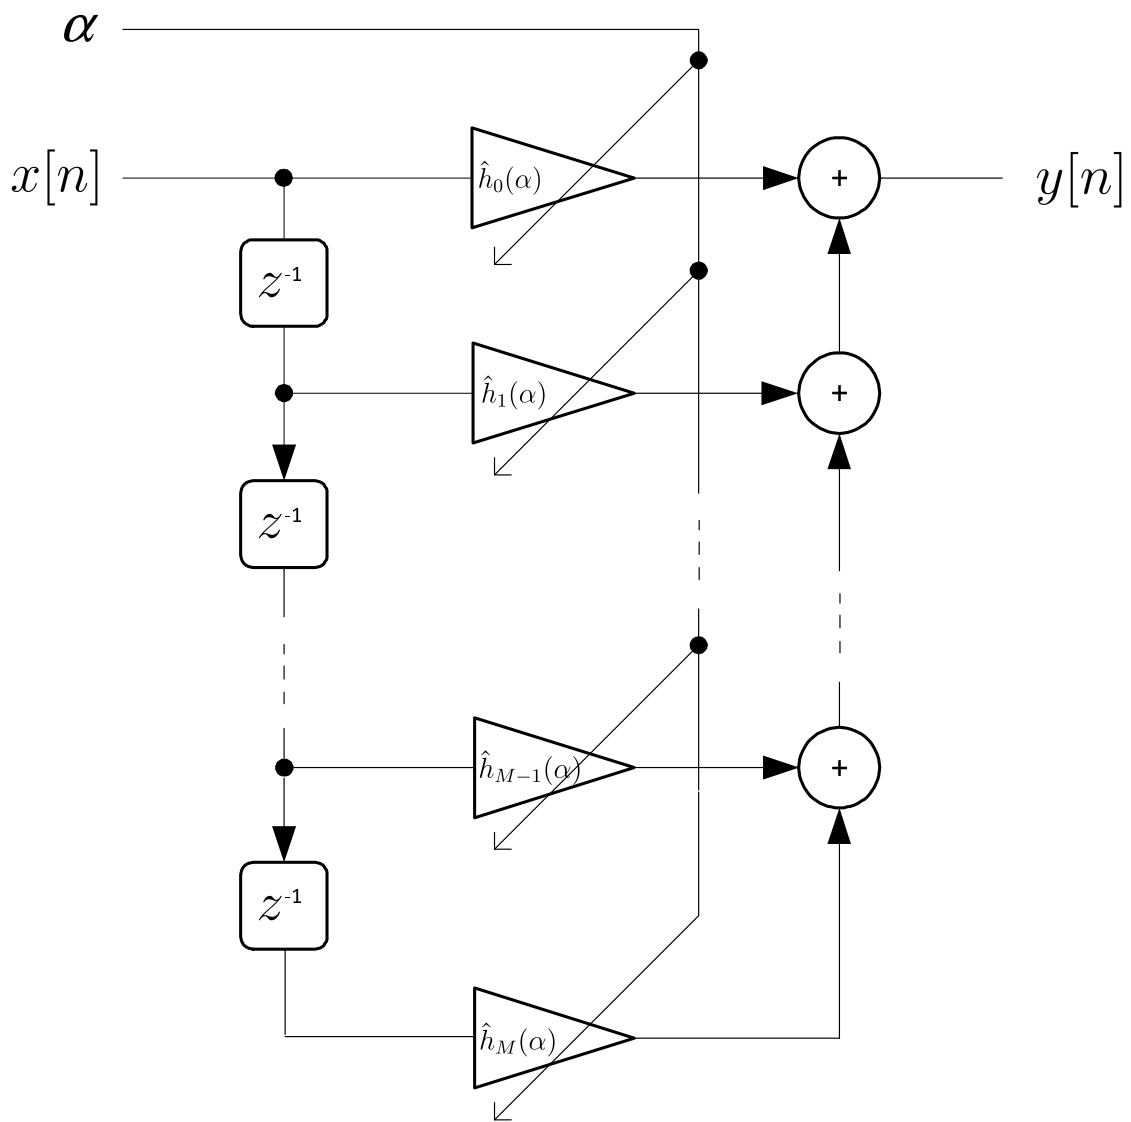 α
x[n] ĥ₀(α) + y[n]
z⁻¹
ĥ₁(α) +
z⁻¹
ĥ_{M−1}(α) +
z⁻¹
ĥ_M(α)